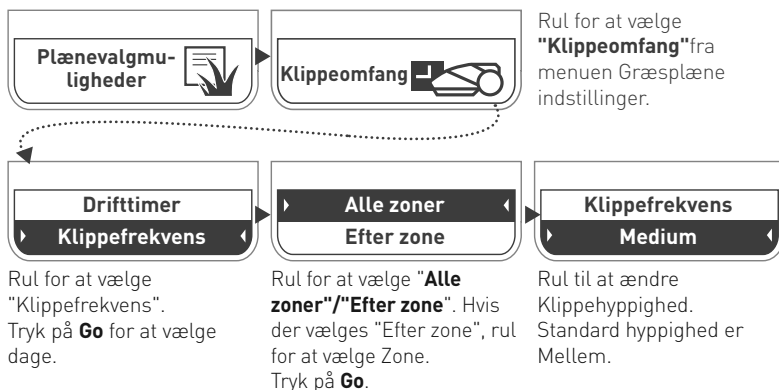 Plænevalgmu-
ligheder
Klippeomfang
Rul for at vælge
"Klippeomfang"fra
menuen Græsplæne
indstillinger.
Drifttimer
Klippefrekvens
Rul for at vælge
"Klippefrekvens".
Tryk på Go for at vælge
dage.
Alle zoner
Efter zone
Rul for at vælge "Alle
zoner"/"Efter zone". Hvis
der vælges "Efter zone", rul
for at vælge Zone.
Tryk på Go.
Klippefrekvens
Medium
Rul til at ændre
Klippehyppighed.
Standard hyppighed er
Mellem.